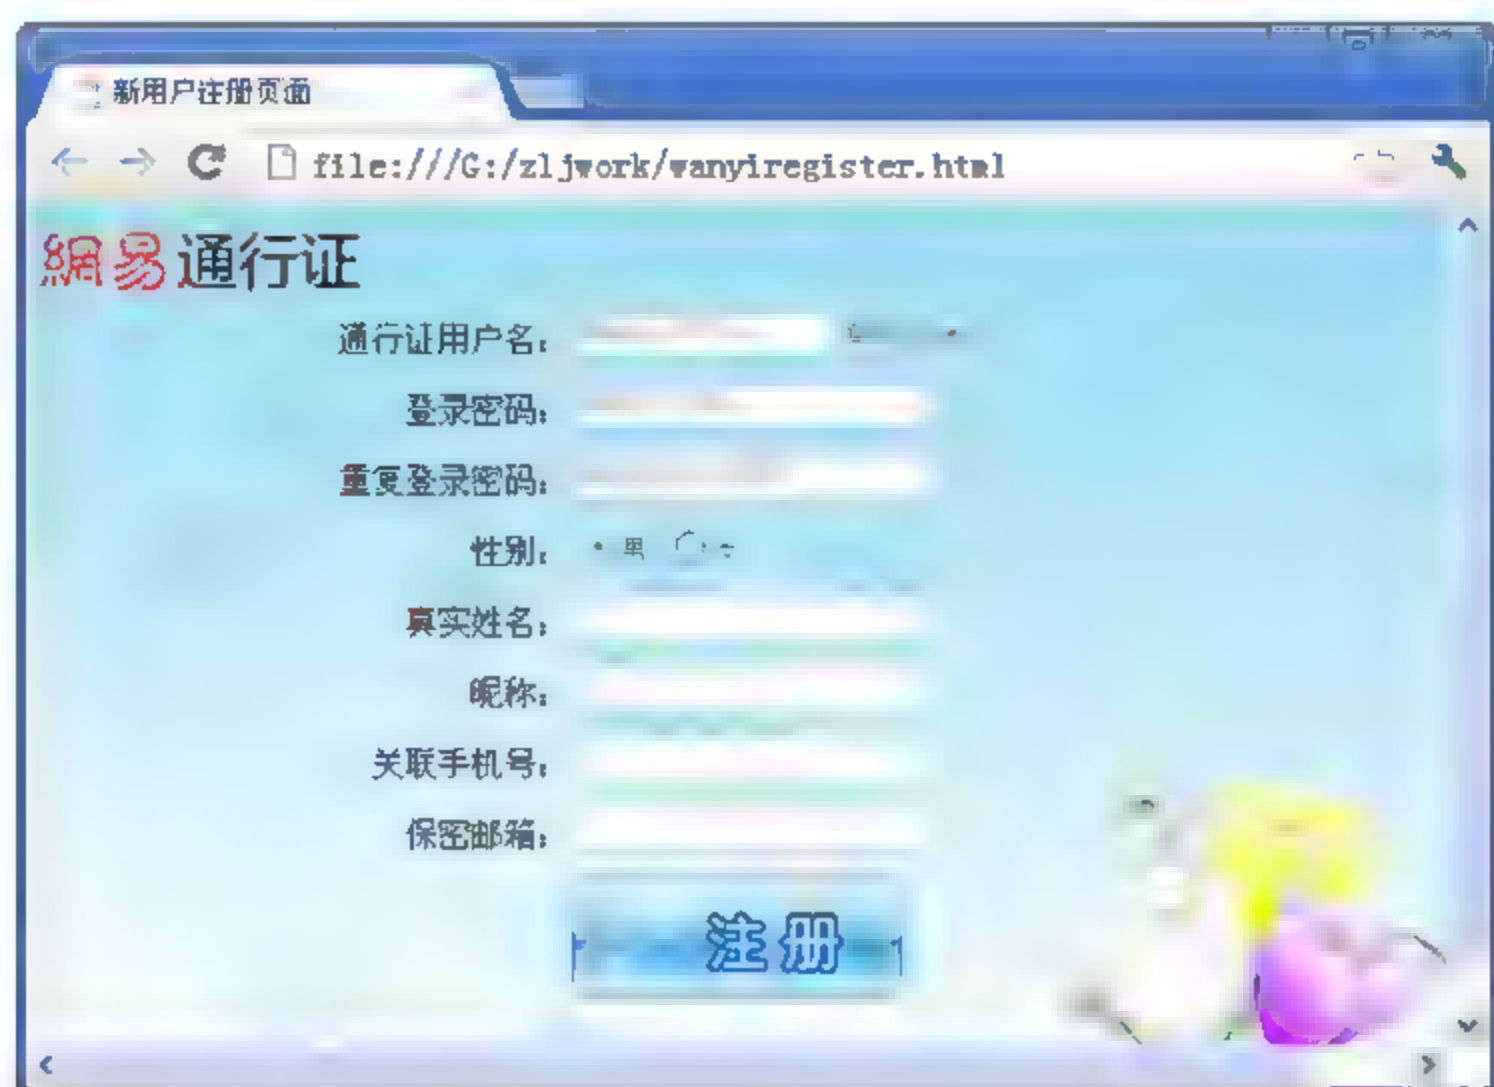 新用户注册页面
file:///G:/zljwork/wanyiregister.html
網易通行证
通行证用户名：
登录密码：
重复登录密码：
性别： 男
真实姓名：
昵称：
关联手机号：
保密邮箱：
注册